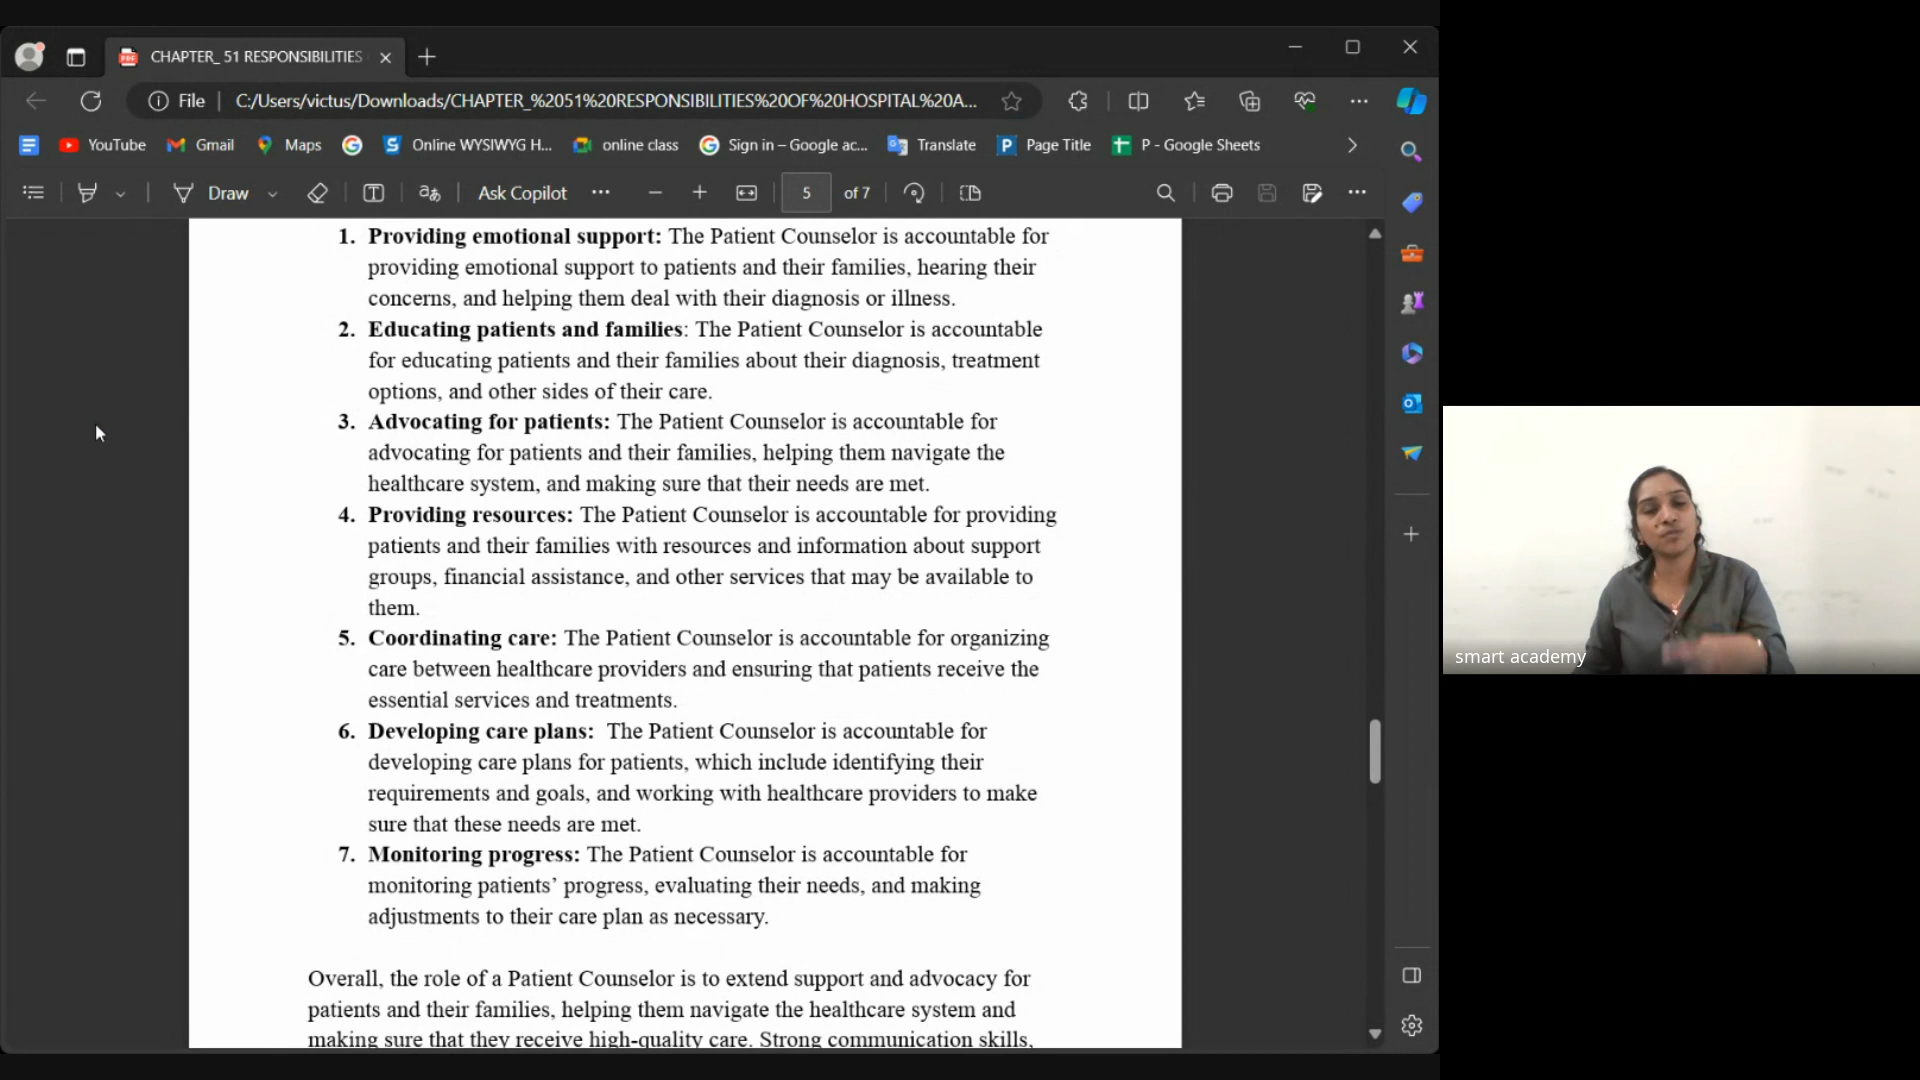 CHAPTER_ 51 RESPONSIBILITIES
File
C:/Users/victus/Downloads/CHAPTER_%2051%20RESPONSIBILITIES%20OF%20HOSPITAL%20A...
YouTube Gmail Maps Online WYSIWYG H... online class Sign in – Google ac... Translate Page Title P - Google Sheets
Draw Ask Copilot 5 of 7
1. Providing emotional support: The Patient Counselor is accountable for
providing emotional support to patients and their families, hearing their
concerns, and helping them deal with their diagnosis or illness.
2. Educating patients and families: The Patient Counselor is accountable
for educating patients and their families about their diagnosis, treatment
options, and other sides of their care.
3. Advocating for patients: The Patient Counselor is accountable for
advocating for patients and their families, helping them navigate the
healthcare system, and making sure that their needs are met.
4. Providing resources: The Patient Counselor is accountable for providing
patients and their families with resources and information about support
groups, financial assistance, and other services that may be available to
them.
5. Coordinating care: The Patient Counselor is accountable for organizing
care between healthcare providers and ensuring that patients receive the
essential services and treatments.
6. Developing care plans: The Patient Counselor is accountable for
developing care plans for patients, which include identifying their
requirements and goals, and working with healthcare providers to make
sure that these needs are met.
7. Monitoring progress: The Patient Counselor is accountable for
monitoring patients’ progress, evaluating their needs, and making
adjustments to their care plan as necessary.
Overall, the role of a Patient Counselor is to extend support and advocacy for
patients and their families, helping them navigate the healthcare system and
making sure that they receive high-quality care. Strong communication skills,
smart academy